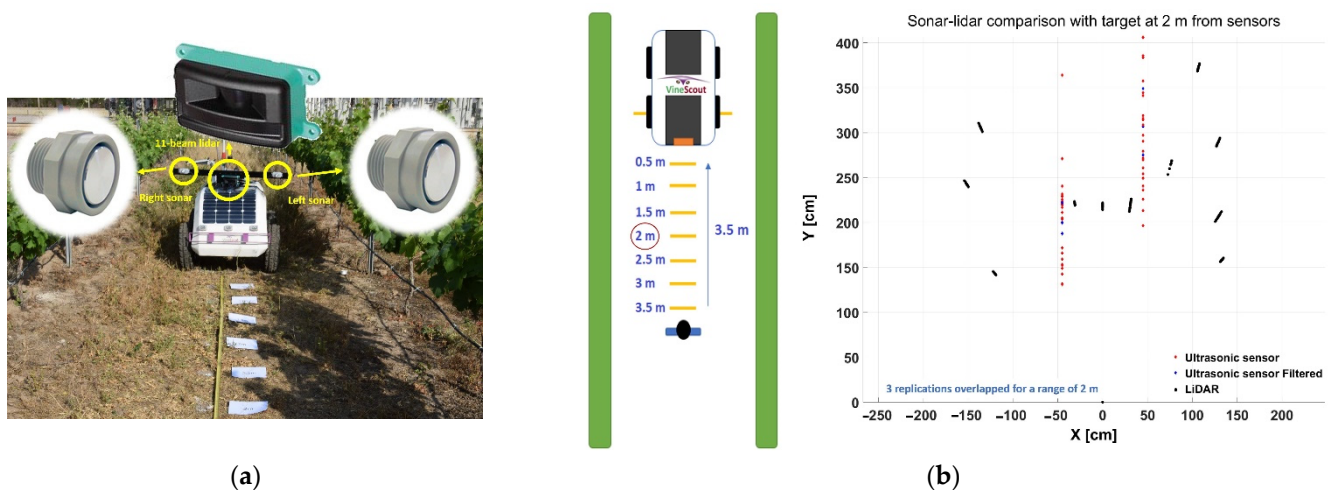 11-beam lidar
Right sonar
Left sonar
(a)
VineScout
0.5 m
1 m
1.5 m
2 m
2.5 m
3 m
3.5 m
3.5 m
Sonar-lidar comparison with target at 2 m from sensors
Y [cm]
400
350
300
250
200
150
100
50
0
−250 −200 −150 −100 −50 0 50 100 150 200
X [cm]
Ultrasonic sensor
Ultrasonic sensor Filtered
LiDAR
3 replications overlapped for a range of 2 m
(b)